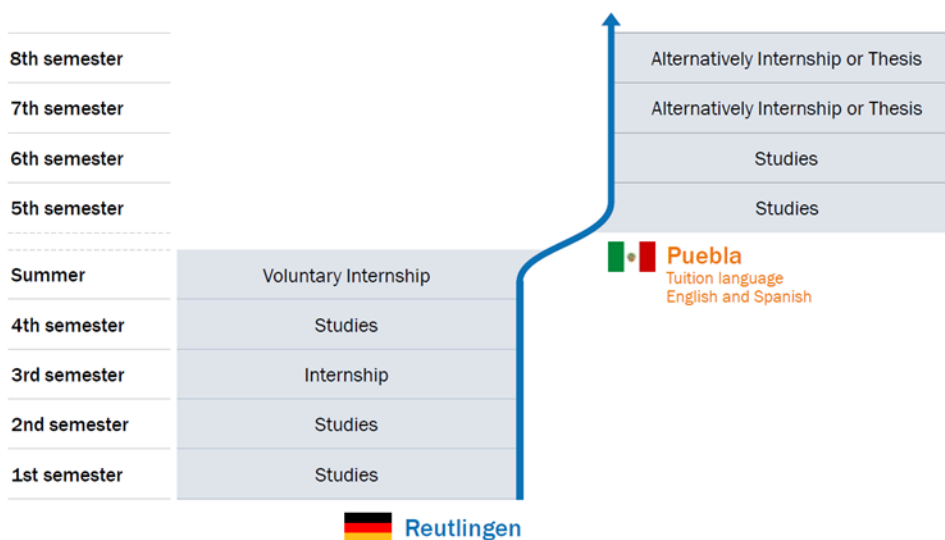 8th semester Alternatively Internship or Thesis
7th semester Alternatively Internship or Thesis
6th semester Studies
5th semester Studies
Puebla
Tuition language
English and Spanish
Summer Voluntary Internship
4th semester Studies
3rd semester Internship
2nd semester Studies
1st semester Studies
Reutlingen